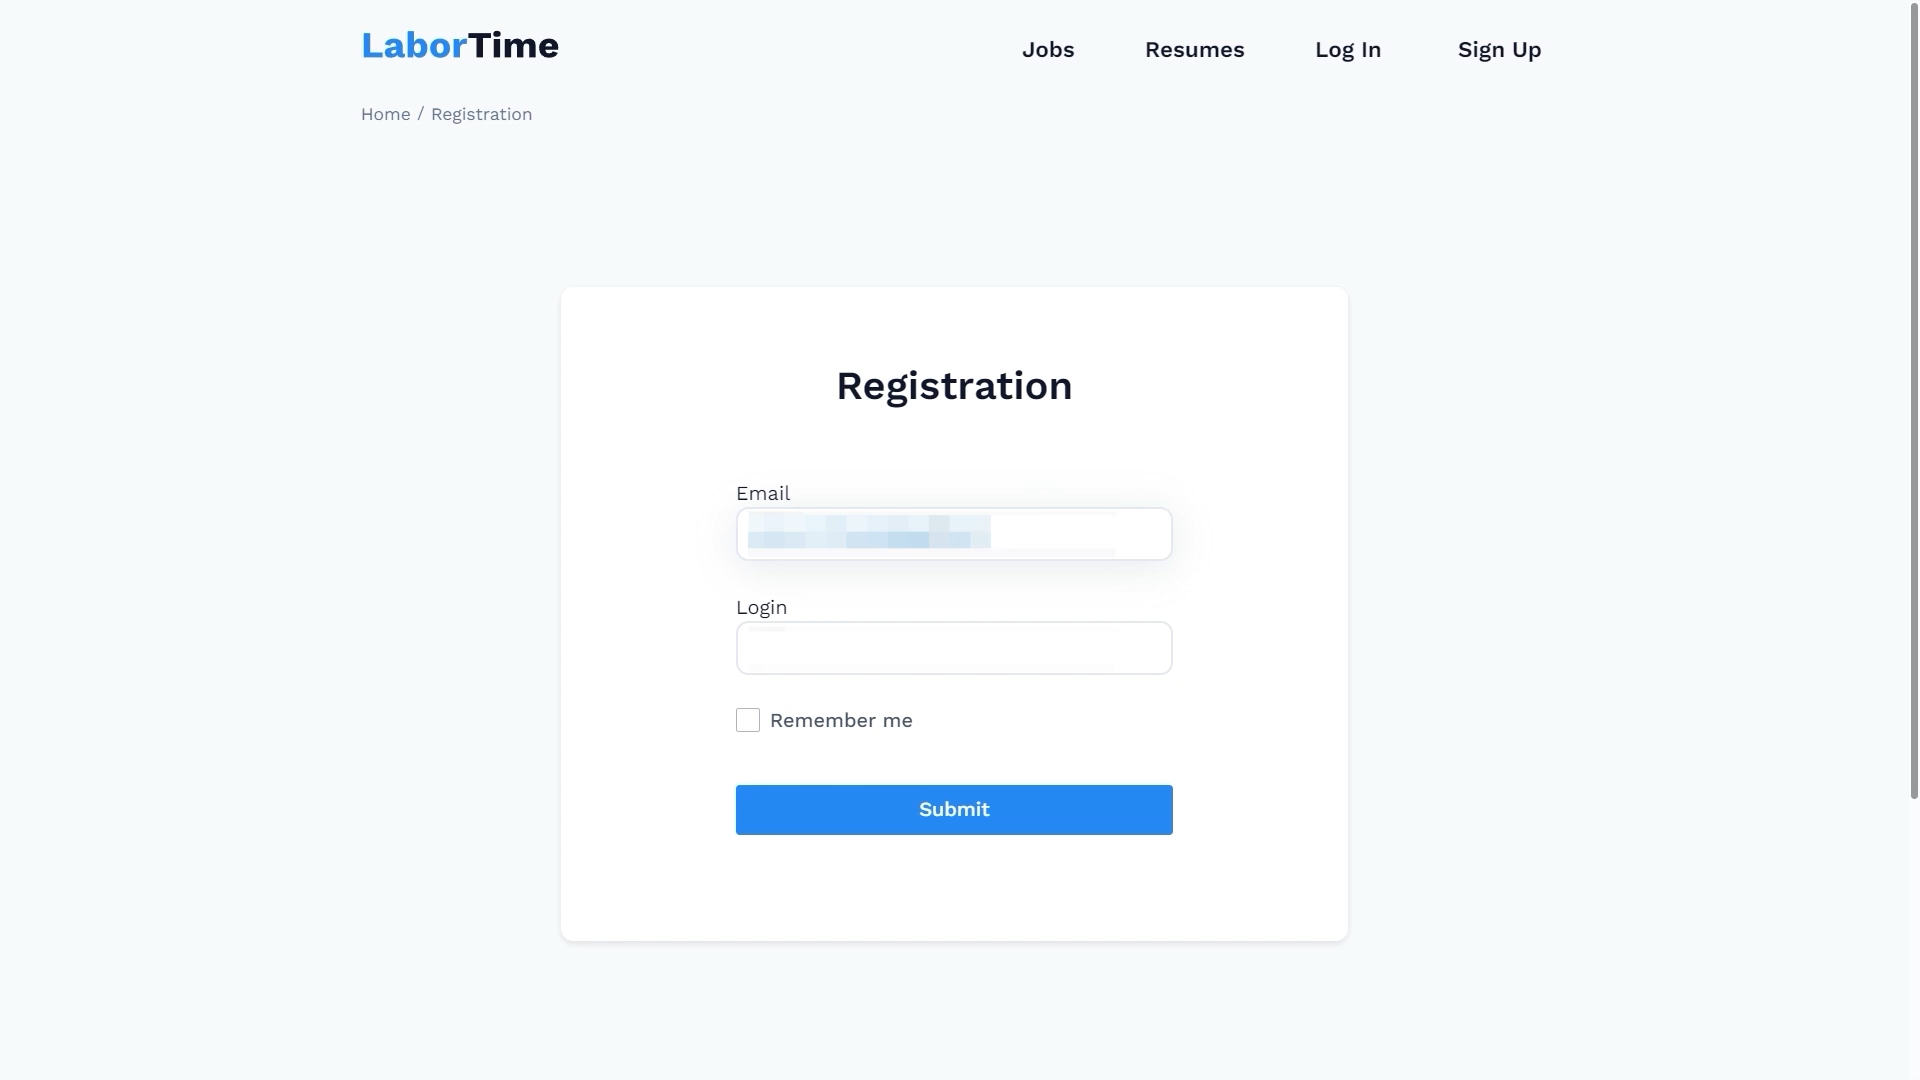 LaborTime
Jobs
Resumes
Log In
Sign Up
Home / Registration
Registration
Email
Login
Remember me
Submit